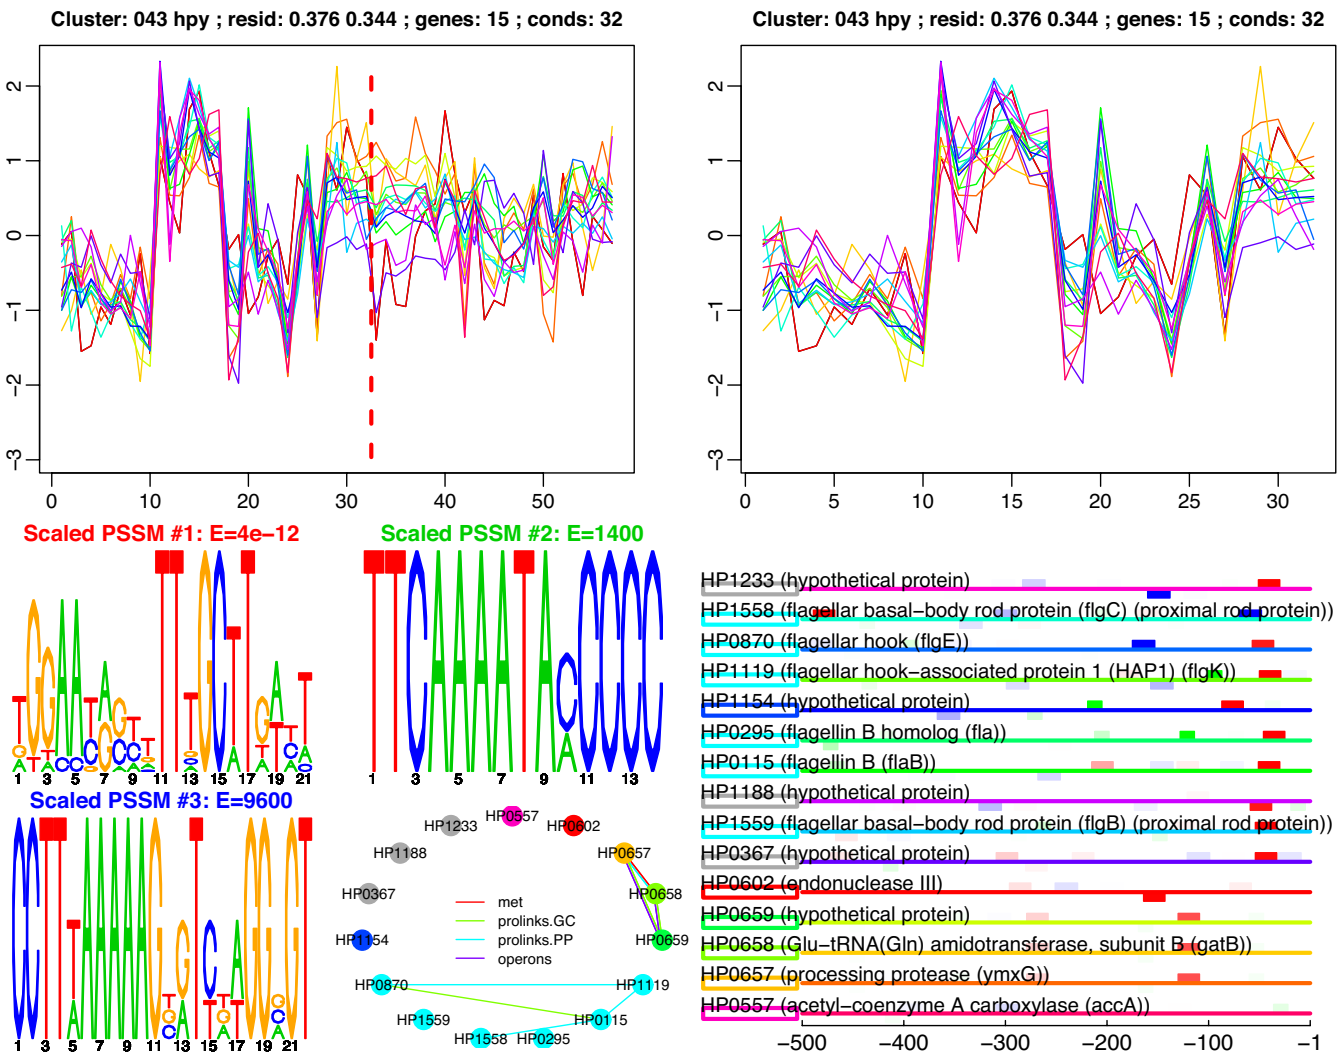 Cluster: 043 hpy ; resid: 0.376 0.344 ; genes: 15 ; conds: 32
2
1
0
−1
−2
−3
0 10 20 30 40 50
Cluster: 043 hpy ; resid: 0.376 0.344 ; genes: 15 ; conds: 32
2
1
0
−1
−2
−3
0 5 10 15 20 25 30
Scaled PSSM #1: E=4e−12
1 3 5 7 9 11 13 15 17 19 21
Scaled PSSM #2: E=1400
1 3 5 7 9 11 13
Scaled PSSM #3: E=9600
1 3 5 7 9 11 13 15 17 19 21
HP0557
HP1233
HP0602
HP1188
HP0657
HP0367
HP0658
HP1154
HP0659
HP0870
HP1119
HP1559
HP0115
HP1558
HP0295
met
prolinks.GC
prolinks.PP
operons
HP1233 (hypothetical protein)
HP1558 (flagellar basal−body rod protein (flgC) (proximal rod protein))
HP0870 (flagellar hook (flgE))
HP1119 (flagellar hook−associated protein 1 (HAP1) (flgK))
HP1154 (hypothetical protein)
HP0295 (flagellin B homolog (fla))
HP0115 (flagellin B (flaB))
HP1188 (hypothetical protein)
HP1559 (flagellar basal−body rod protein (flgB) (proximal rod protein))
HP0367 (hypothetical protein)
HP0602 (endonuclease III)
HP0659 (hypothetical protein)
HP0658 (Glu−tRNA(Gln) amidotransferase, subunit B (gatB))
HP0657 (processing protease (ymxG))
HP0557 (acetyl−coenzyme A carboxylase (accA))
−500 −400 −300 −200 −100 −1